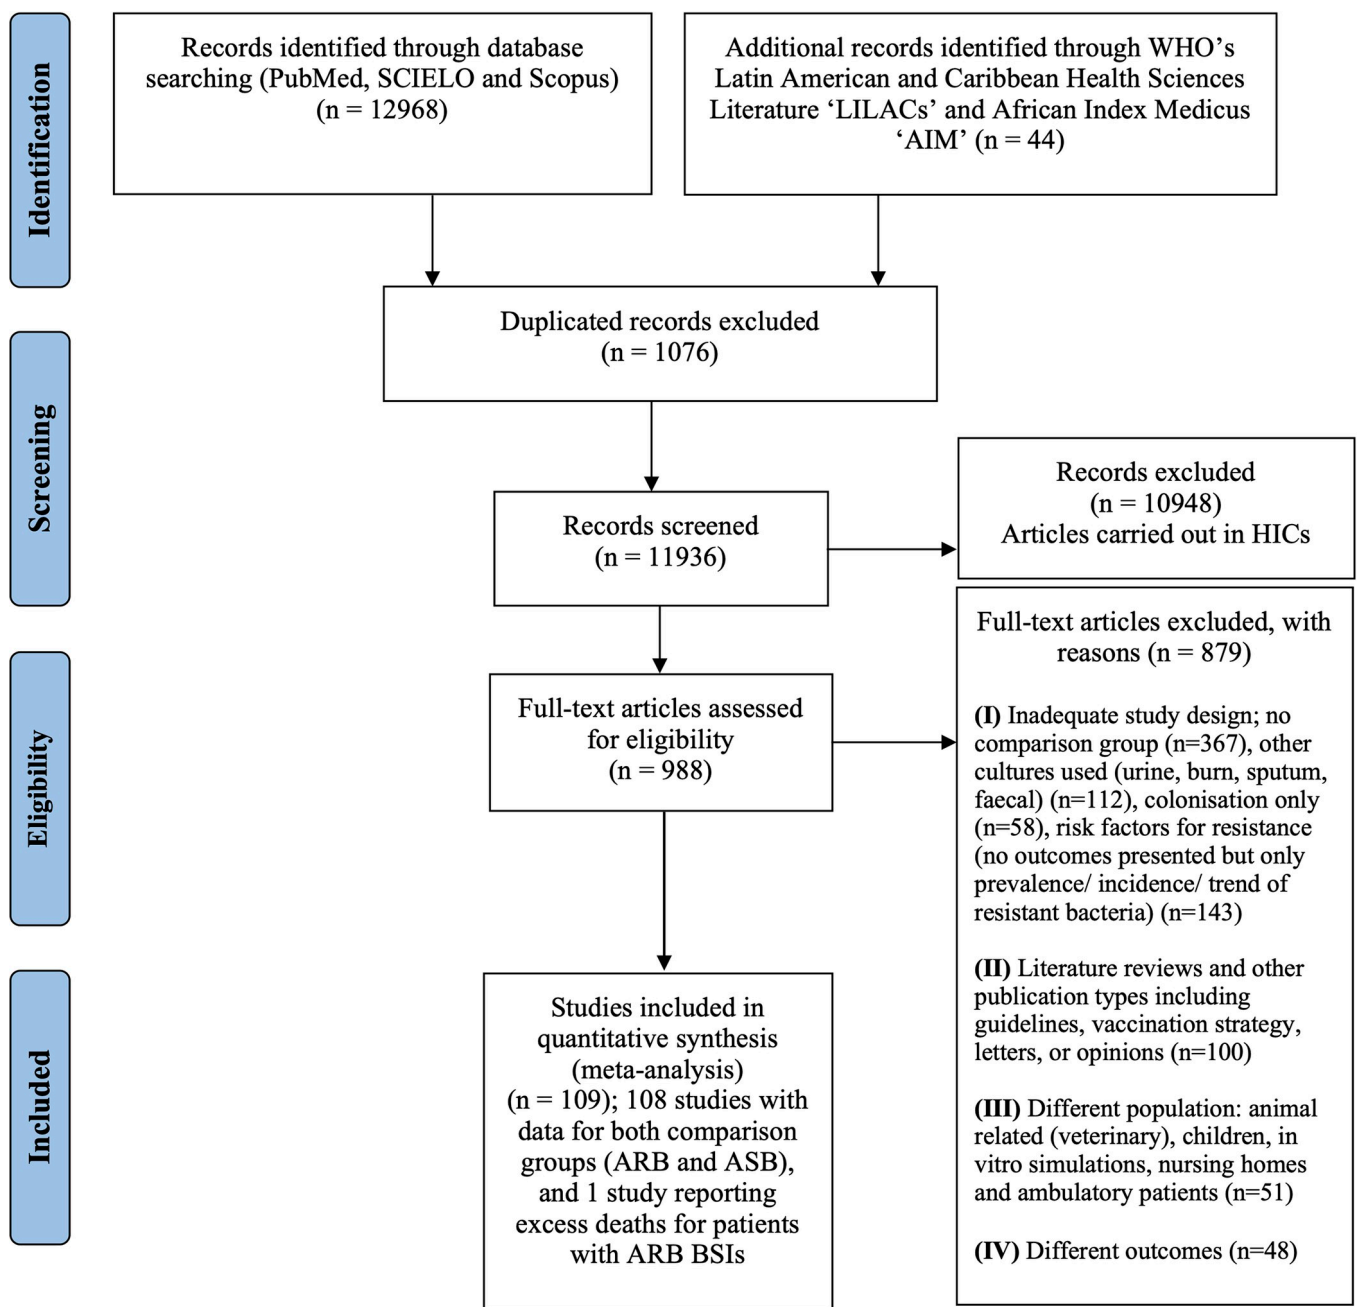 Identification
Records identified through database
searching (PubMed, SCIELO and Scopus)
(n = 12968)
Additional records identified through WHO’s
Latin American and Caribbean Health Sciences
Literature ‘LILACs’ and African Index Medicus
‘AIM’ (n = 44)
Duplicated records excluded
(n = 1076)
Screening
Records screened
(n = 11936)
Records excluded
(n = 10948)
Articles carried out in HICs
Eligibility
Full-text articles assessed
for eligibility
(n = 988)
Full-text articles excluded, with
reasons (n = 879)
(I) Inadequate study design; no
comparison group (n=367), other
cultures used (urine, burn, sputum,
faecal) (n=112), colonisation only
(n=58), risk factors for resistance
(no outcomes presented but only
prevalence/ incidence/ trend of
resistant bacteria) (n=143)
(II) Literature reviews and other
publication types including
guidelines, vaccination strategy,
letters, or opinions (n=100)
(III) Different population: animal
related (veterinary), children, in
vitro simulations, nursing homes
and ambulatory patients (n=51)
(IV) Different outcomes (n=48)
Included
Studies included in
quantitative synthesis
(meta-analysis)
(n = 109); 108 studies with
data for both comparison
groups (ARB and ASB),
and 1 study reporting
excess deaths for patients
with ARB BSIs